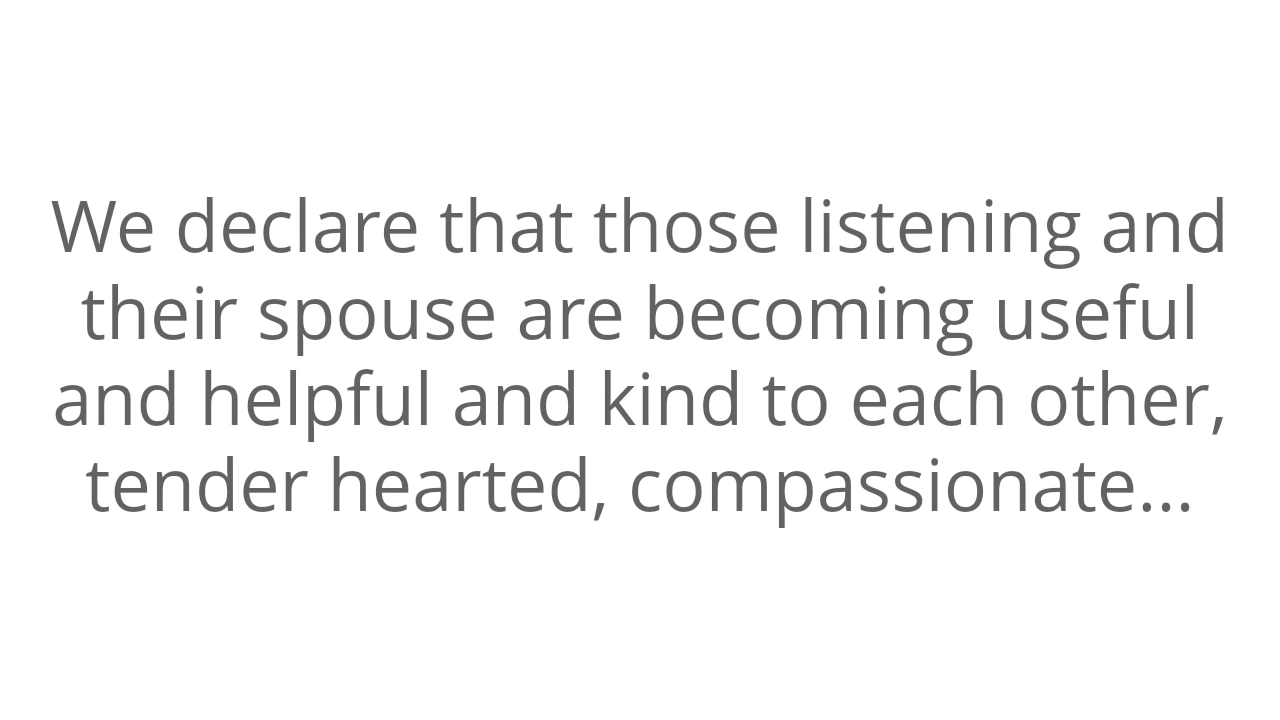 We declare that those listening and
their spouse are becoming useful
and helpful and kind to each other,
tender hearted, compassionate...